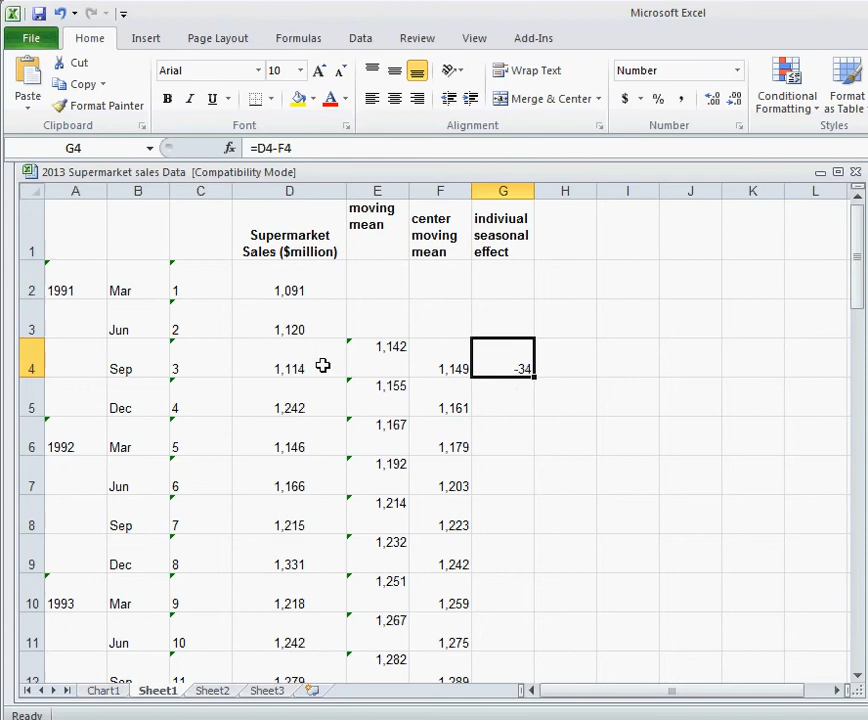 Microsoft Excel
File Home Insert Page Layout Formulas Data Review View Add-Ins
Paste
Cut
Copy
Format Painter
Clipboard
Arial 10
B I U
Font
Wrap Text
Merge & Center
Alignment
Number
$ % ,
Number
Conditional Formatting
Format as Table
Styles
G4 fx =D4-F4
2013 Supermarket sales Data [Compatibility Mode]
A B C D E F G H I J K L
1 Supermarket Sales ($million) moving mean center moving mean indiviual seasonal effect
2 1991 Mar 1 1,091
3 Jun 2 1,120
4 Sep 3 1,114 1,142 1,149 -34
5 Dec 4 1,242 1,155 1,161
6 1992 Mar 5 1,146 1,167 1,179
7 Jun 6 1,166 1,192 1,203
8 Sep 7 1,215 1,214 1,223
9 Dec 8 1,331 1,232 1,242
10 1993 Mar 9 1,218 1,251 1,259
11 Jun 10 1,242 1,267 1,275
12 Sep 11 1,279 1,282 1,289
Chart1 Sheet1 Sheet2 Sheet3
Ready